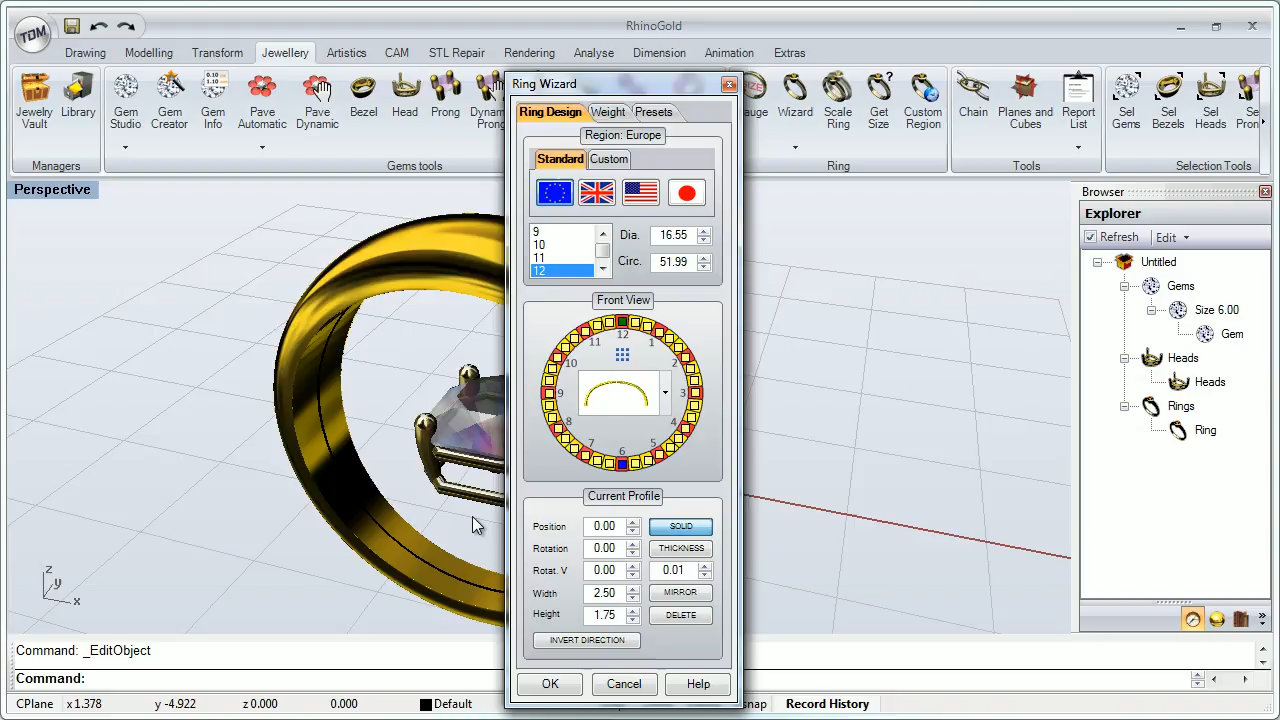 TDM
RhinoGold
Drawing Modelling Transform Jewellery Artistics CAM STL Repair Rendering Analyse Dimension Animation Extras
Jewelry Vault
Library
Gem Studio
Gem Creator
0.10
1.10
Gem Info
Pave Automatic
Pave Dynamic
Bezel
Head
Prong
Wizard
Scale Ring
Get Size
Custom Region
Chain
Planes and Cubes
Report List
Sel Gems
Sel Bezels
Sel Heads
Managers
Gems tools
Ring
Tools
Selection Tools
Perspective
Ring Wizard
Ring Design Weight Presets
Region: Europe
Standard Custom
9
10
11
12
Dia. 16.55
Circ. 51.99
Front View
12
11 1
10 2
9 3
8 4
7 5
6
Current Profile
Position 0.00 SOLID
Rotation 0.00 THICKNESS
Rotat. V 0.00 0.01
Width 2.50 MIRROR
Height 1.75 DELETE
INVERT DIRECTION
OK Cancel Help
Browser
Explorer
Refresh Edit
Untitled
Gems
Size 6.00
Gem
Heads
Heads
Rings
Ring
z
y
x
Command: _EditObject
Command:
CPlane x 1.378 y -4.922 z 0.000 0.000 Default Record History